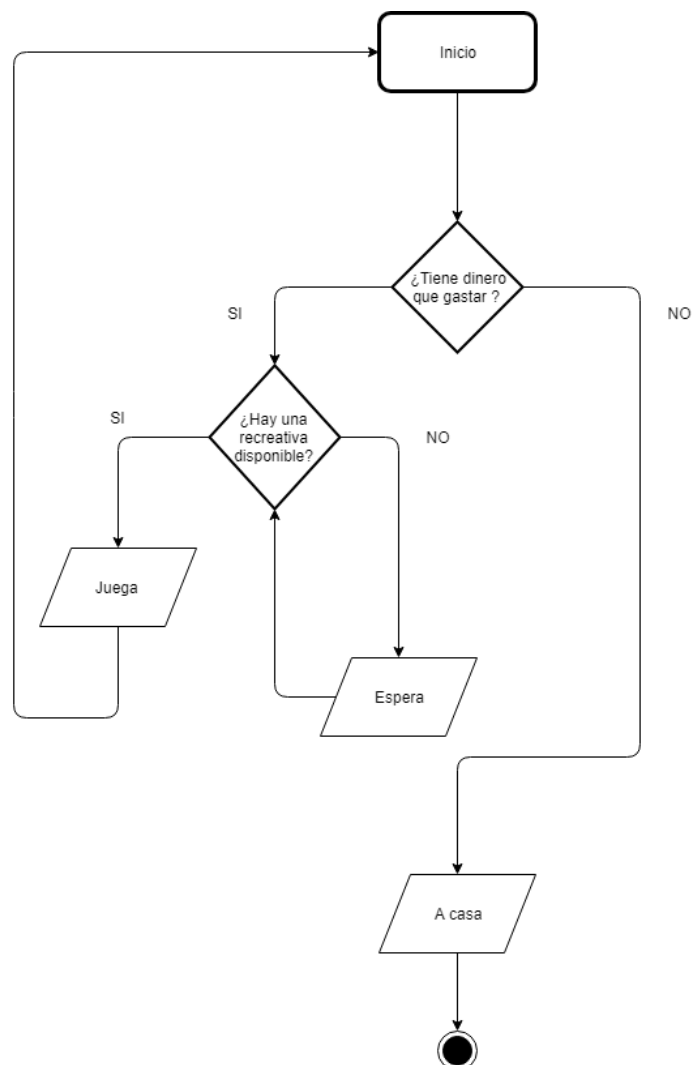 Inicio
¿Tiene dinero
que gastar ?
SI
NO
¿Hay una
recreativa
disponible?
SI
NO
Juega
Espera
A casa